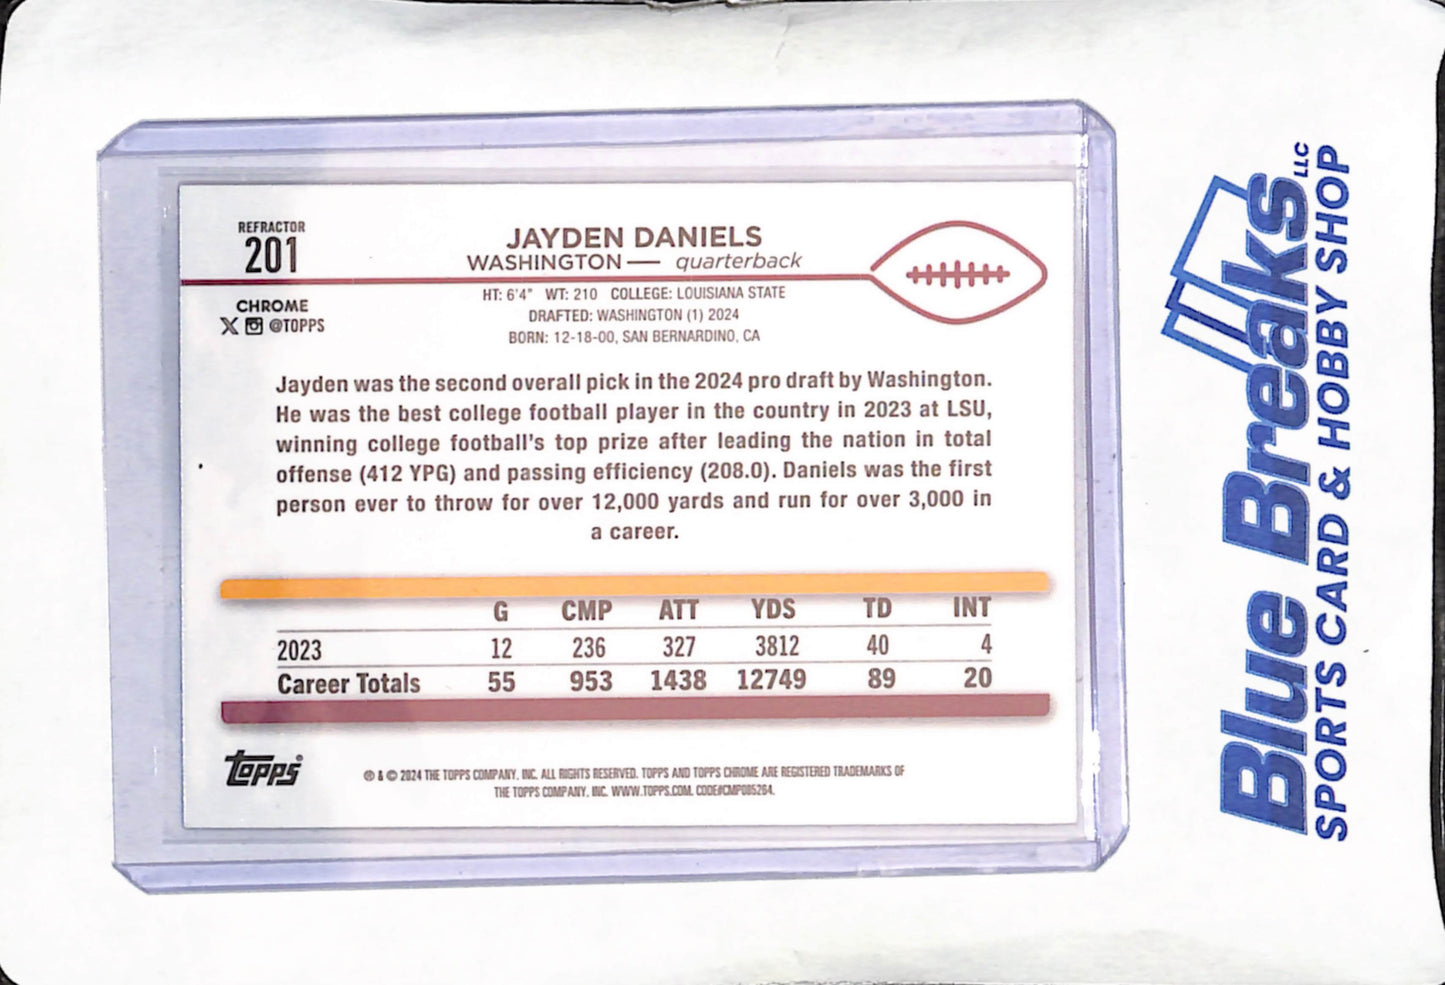 REFRACTOR
201
JAYDEN DANIELS
WASHINGTON — quarterback
CHROME
@TOPPS
HT: 6'4" WT: 210 COLLEGE: LOUISIANA STATE
DRAFTED: WASHINGTON (1) 2024
BORN: 12-18-00, SAN BERNARDINO, CA
Jayden was the second overall pick in the 2024 pro draft by Washington.
He was the best college football player in the country in 2023 at LSU,
winning college football's top prize after leading the nation in total
offense (412 YPG) and passing efficiency (208.0). Daniels was the first
person ever to throw for over 12,000 yards and run for over 3,000 in
a career.
G CMP ATT YDS TD INT
2023 12 236 327 3812 40 4
Career Totals 55 953 1438 12749 89 20
Topps
® & © 2024 THE TOPPS COMPANY, INC. ALL RIGHTS RESERVED. TOPPS AND TOPPS CHROME ARE REGISTERED TRADEMARKS OF
THE TOPPS COMPANY, INC. WWW.TOPPS.COM. CODE#CMP085264.
Blue Breaks LLC
SPORTS CARD & HOBBY SHOP